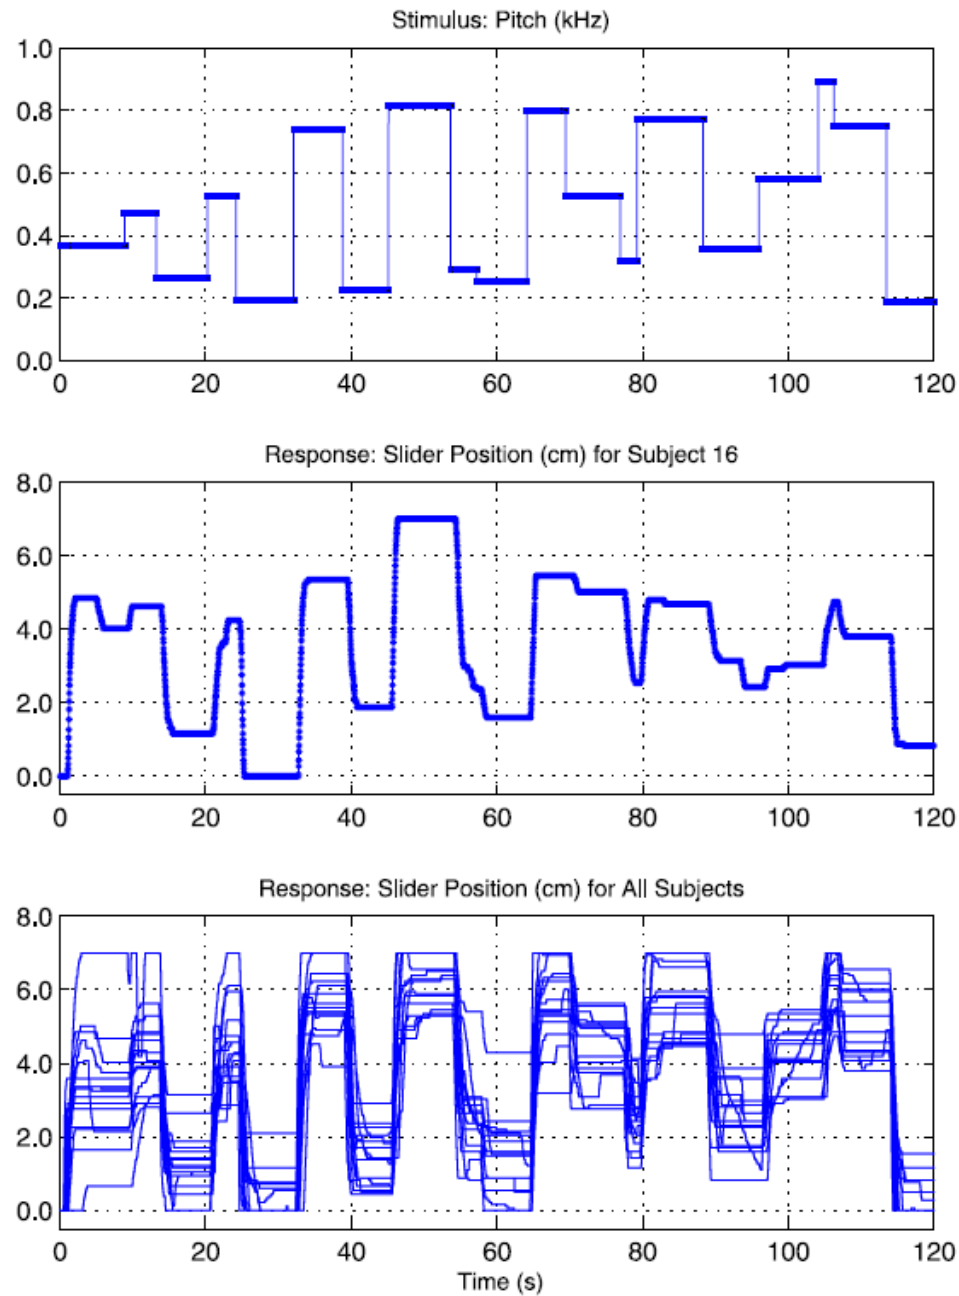 Stimulus: Pitch (kHz)
1.0
0.8
0.6
0.4
0.2
0.0
0 20 40 60 80 100 120
Response: Slider Position (cm) for Subject 16
8.0
6.0
4.0
2.0
0.0
0 20 40 60 80 100 120
Response: Slider Position (cm) for All Subjects
8.0
6.0
4.0
2.0
0.0
0 20 40 60 80 100 120
Time (s)